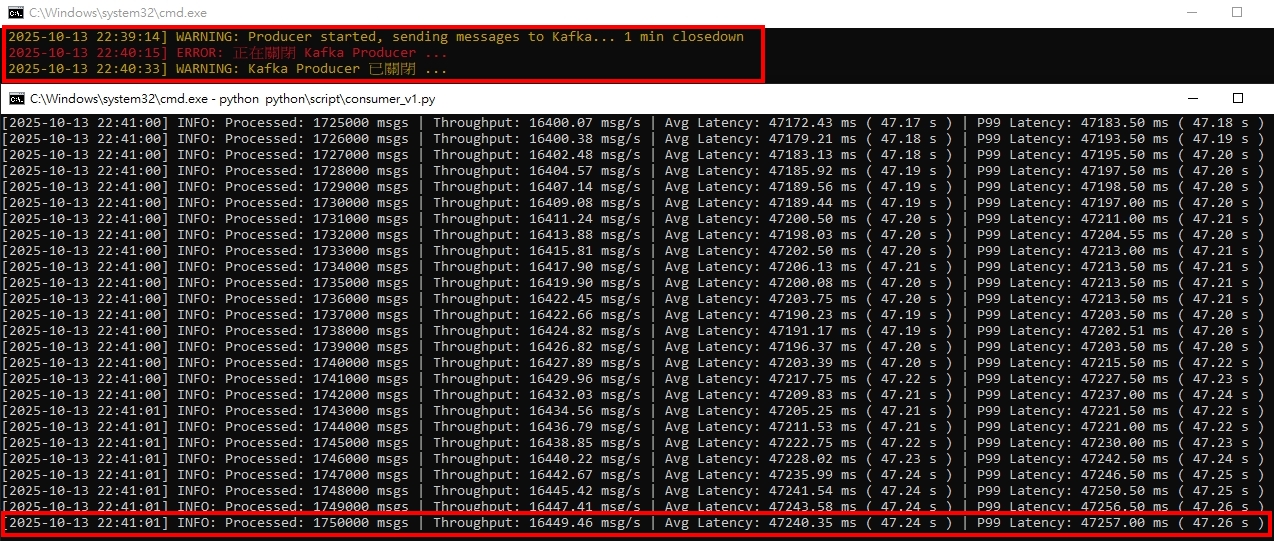 C:\Windows\system32\cmd.exe
2025-10-13 22:39:14] WARNING: Producer started, sending messages to Kafka... 1 min closedown
2025-10-13 22:40:15] ERROR: 正在關閉 Kafka Producer ...
2025-10-13 22:40:33] WARNING: Kafka Producer 已關閉 ...
C:\Windows\system32\cmd.exe - python python\script\consumer_v1.py
[2025-10-13 22:41:00] INFO: Processed: 1725000 msgs | Throughput: 16400.07 msg/s | Avg Latency: 47172.43 ms ( 47.17 s ) | P99 Latency: 47183.50 ms ( 47.18 s )
[2025-10-13 22:41:00] INFO: Processed: 1726000 msgs | Throughput: 16400.38 msg/s | Avg Latency: 47179.21 ms ( 47.18 s ) | P99 Latency: 47193.50 ms ( 47.19 s )
[2025-10-13 22:41:00] INFO: Processed: 1727000 msgs | Throughput: 16402.48 msg/s | Avg Latency: 47183.13 ms ( 47.18 s ) | P99 Latency: 47195.50 ms ( 47.20 s )
[2025-10-13 22:41:00] INFO: Processed: 1728000 msgs | Throughput: 16404.57 msg/s | Avg Latency: 47185.92 ms ( 47.19 s ) | P99 Latency: 47197.50 ms ( 47.20 s )
[2025-10-13 22:41:00] INFO: Processed: 1729000 msgs | Throughput: 16407.14 msg/s | Avg Latency: 47189.56 ms ( 47.19 s ) | P99 Latency: 47198.50 ms ( 47.20 s )
[2025-10-13 22:41:00] INFO: Processed: 1730000 msgs | Throughput: 16409.08 msg/s | Avg Latency: 47189.44 ms ( 47.19 s ) | P99 Latency: 47197.00 ms ( 47.20 s )
[2025-10-13 22:41:00] INFO: Processed: 1731000 msgs | Throughput: 16411.24 msg/s | Avg Latency: 47200.50 ms ( 47.20 s ) | P99 Latency: 47211.00 ms ( 47.21 s )
[2025-10-13 22:41:00] INFO: Processed: 1732000 msgs | Throughput: 16413.88 msg/s | Avg Latency: 47198.03 ms ( 47.20 s ) | P99 Latency: 47204.55 ms ( 47.20 s )
[2025-10-13 22:41:00] INFO: Processed: 1733000 msgs | Throughput: 16415.81 msg/s | Avg Latency: 47202.50 ms ( 47.20 s ) | P99 Latency: 47213.00 ms ( 47.21 s )
[2025-10-13 22:41:00] INFO: Processed: 1734000 msgs | Throughput: 16417.90 msg/s | Avg Latency: 47206.13 ms ( 47.21 s ) | P99 Latency: 47213.50 ms ( 47.21 s )
[2025-10-13 22:41:00] INFO: Processed: 1735000 msgs | Throughput: 16419.90 msg/s | Avg Latency: 47200.08 ms ( 47.20 s ) | P99 Latency: 47213.50 ms ( 47.21 s )
[2025-10-13 22:41:00] INFO: Processed: 1736000 msgs | Throughput: 16422.45 msg/s | Avg Latency: 47203.75 ms ( 47.20 s ) | P99 Latency: 47213.50 ms ( 47.21 s )
[2025-10-13 22:41:00] INFO: Processed: 1737000 msgs | Throughput: 16422.66 msg/s | Avg Latency: 47190.23 ms ( 47.19 s ) | P99 Latency: 47203.50 ms ( 47.20 s )
[2025-10-13 22:41:00] INFO: Processed: 1738000 msgs | Throughput: 16424.82 msg/s | Avg Latency: 47191.17 ms ( 47.19 s ) | P99 Latency: 47202.51 ms ( 47.20 s )
[2025-10-13 22:41:00] INFO: Processed: 1739000 msgs | Throughput: 16426.82 msg/s | Avg Latency: 47196.37 ms ( 47.20 s ) | P99 Latency: 47203.50 ms ( 47.20 s )
[2025-10-13 22:41:00] INFO: Processed: 1740000 msgs | Throughput: 16427.89 msg/s | Avg Latency: 47203.39 ms ( 47.20 s ) | P99 Latency: 47215.50 ms ( 47.22 s )
[2025-10-13 22:41:00] INFO: Processed: 1741000 msgs | Throughput: 16429.96 msg/s | Avg Latency: 47217.75 ms ( 47.22 s ) | P99 Latency: 47227.50 ms ( 47.23 s )
[2025-10-13 22:41:00] INFO: Processed: 1742000 msgs | Throughput: 16432.03 msg/s | Avg Latency: 47209.83 ms ( 47.21 s ) | P99 Latency: 47237.00 ms ( 47.24 s )
[2025-10-13 22:41:01] INFO: Processed: 1743000 msgs | Throughput: 16434.56 msg/s | Avg Latency: 47205.25 ms ( 47.21 s ) | P99 Latency: 47221.50 ms ( 47.22 s )
[2025-10-13 22:41:01] INFO: Processed: 1744000 msgs | Throughput: 16436.79 msg/s | Avg Latency: 47211.53 ms ( 47.21 s ) | P99 Latency: 47221.00 ms ( 47.22 s )
[2025-10-13 22:41:01] INFO: Processed: 1745000 msgs | Throughput: 16438.85 msg/s | Avg Latency: 47222.75 ms ( 47.22 s ) | P99 Latency: 47230.00 ms ( 47.23 s )
[2025-10-13 22:41:01] INFO: Processed: 1746000 msgs | Throughput: 16440.22 msg/s | Avg Latency: 47228.02 ms ( 47.23 s ) | P99 Latency: 47242.50 ms ( 47.24 s )
[2025-10-13 22:41:01] INFO: Processed: 1747000 msgs | Throughput: 16442.67 msg/s | Avg Latency: 47235.99 ms ( 47.24 s ) | P99 Latency: 47246.50 ms ( 47.25 s )
[2025-10-13 22:41:01] INFO: Processed: 1748000 msgs | Throughput: 16445.42 msg/s | Avg Latency: 47241.54 ms ( 47.24 s ) | P99 Latency: 47250.50 ms ( 47.25 s )
[2025-10-13 22:41:01] INFO: Processed: 1749000 msgs | Throughput: 16447.41 msg/s | Avg Latency: 47243.58 ms ( 47.24 s ) | P99 Latency: 47256.50 ms ( 47.26 s )
[2025-10-13 22:41:01] INFO: Processed: 1750000 msgs | Throughput: 16449.46 msg/s | Avg Latency: 47240.35 ms ( 47.24 s ) | P99 Latency: 47257.00 ms ( 47.26 s )